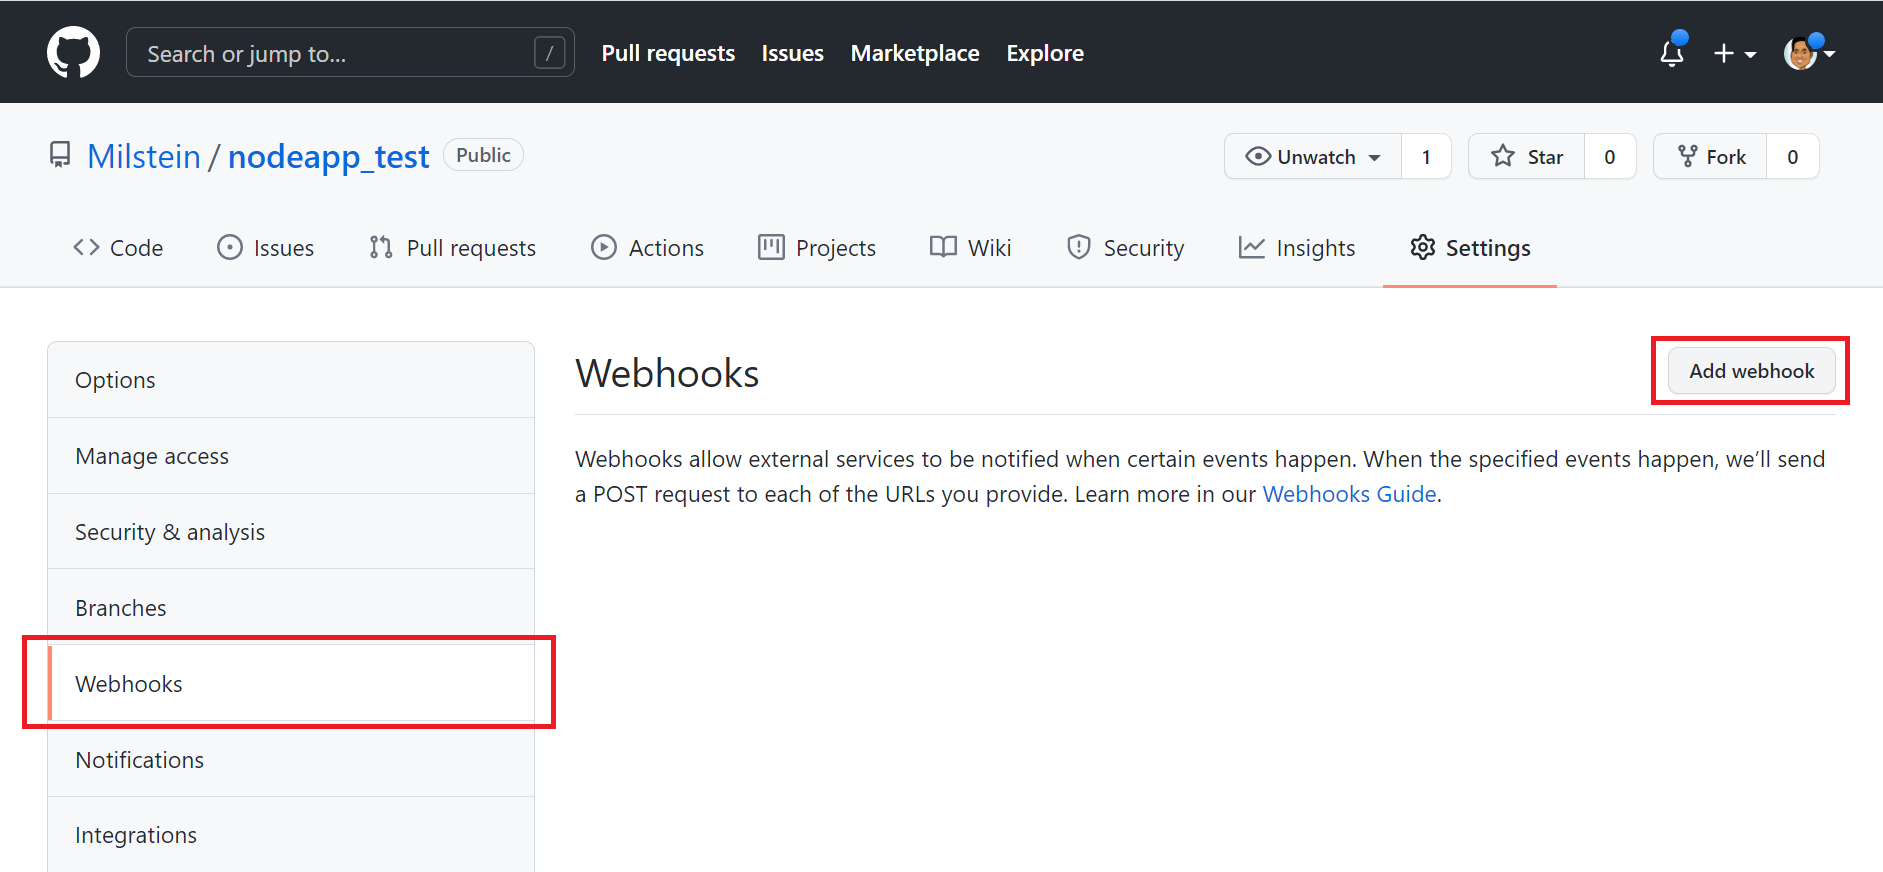 Search or jump to... / Pull requests Issues Marketplace Explore
Milstein / nodeapp_test Public Unwatch 1 Star 0 Fork 0
Code Issues Pull requests Actions Projects Wiki Security Insights Settings
Options
Manage access
Security & analysis
Branches
Webhooks
Notifications
Integrations
Webhooks Add webhook
Webhooks allow external services to be notified when certain events happen. When the specified events happen, we’ll send
a POST request to each of the URLs you provide. Learn more in our Webhooks Guide.